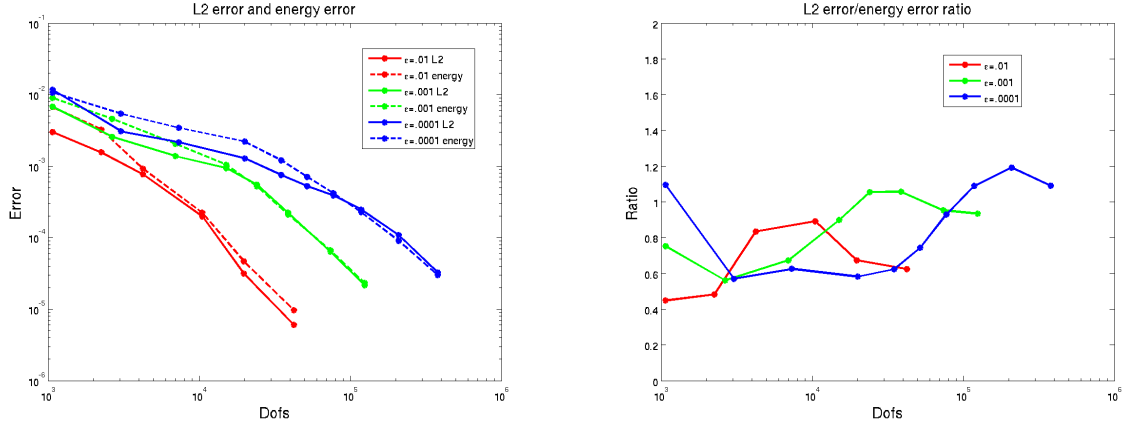 L2 error and energy error
10^-1
10^-2
10^-3
10^-4
10^-5
10^-6
Error
10^3
10^4
10^5
10^6
Dofs
ε=.01 L2
ε=.01 energy
ε=.001 L2
ε=.001 energy
ε=.0001 L2
ε=.0001 energy
L2 error/energy error ratio
2
1.8
1.6
1.4
1.2
1
0.8
0.6
0.4
0.2
0
Ratio
10^3
10^4
10^5
10^6
Dofs
ε=.01
ε=.001
ε=.0001